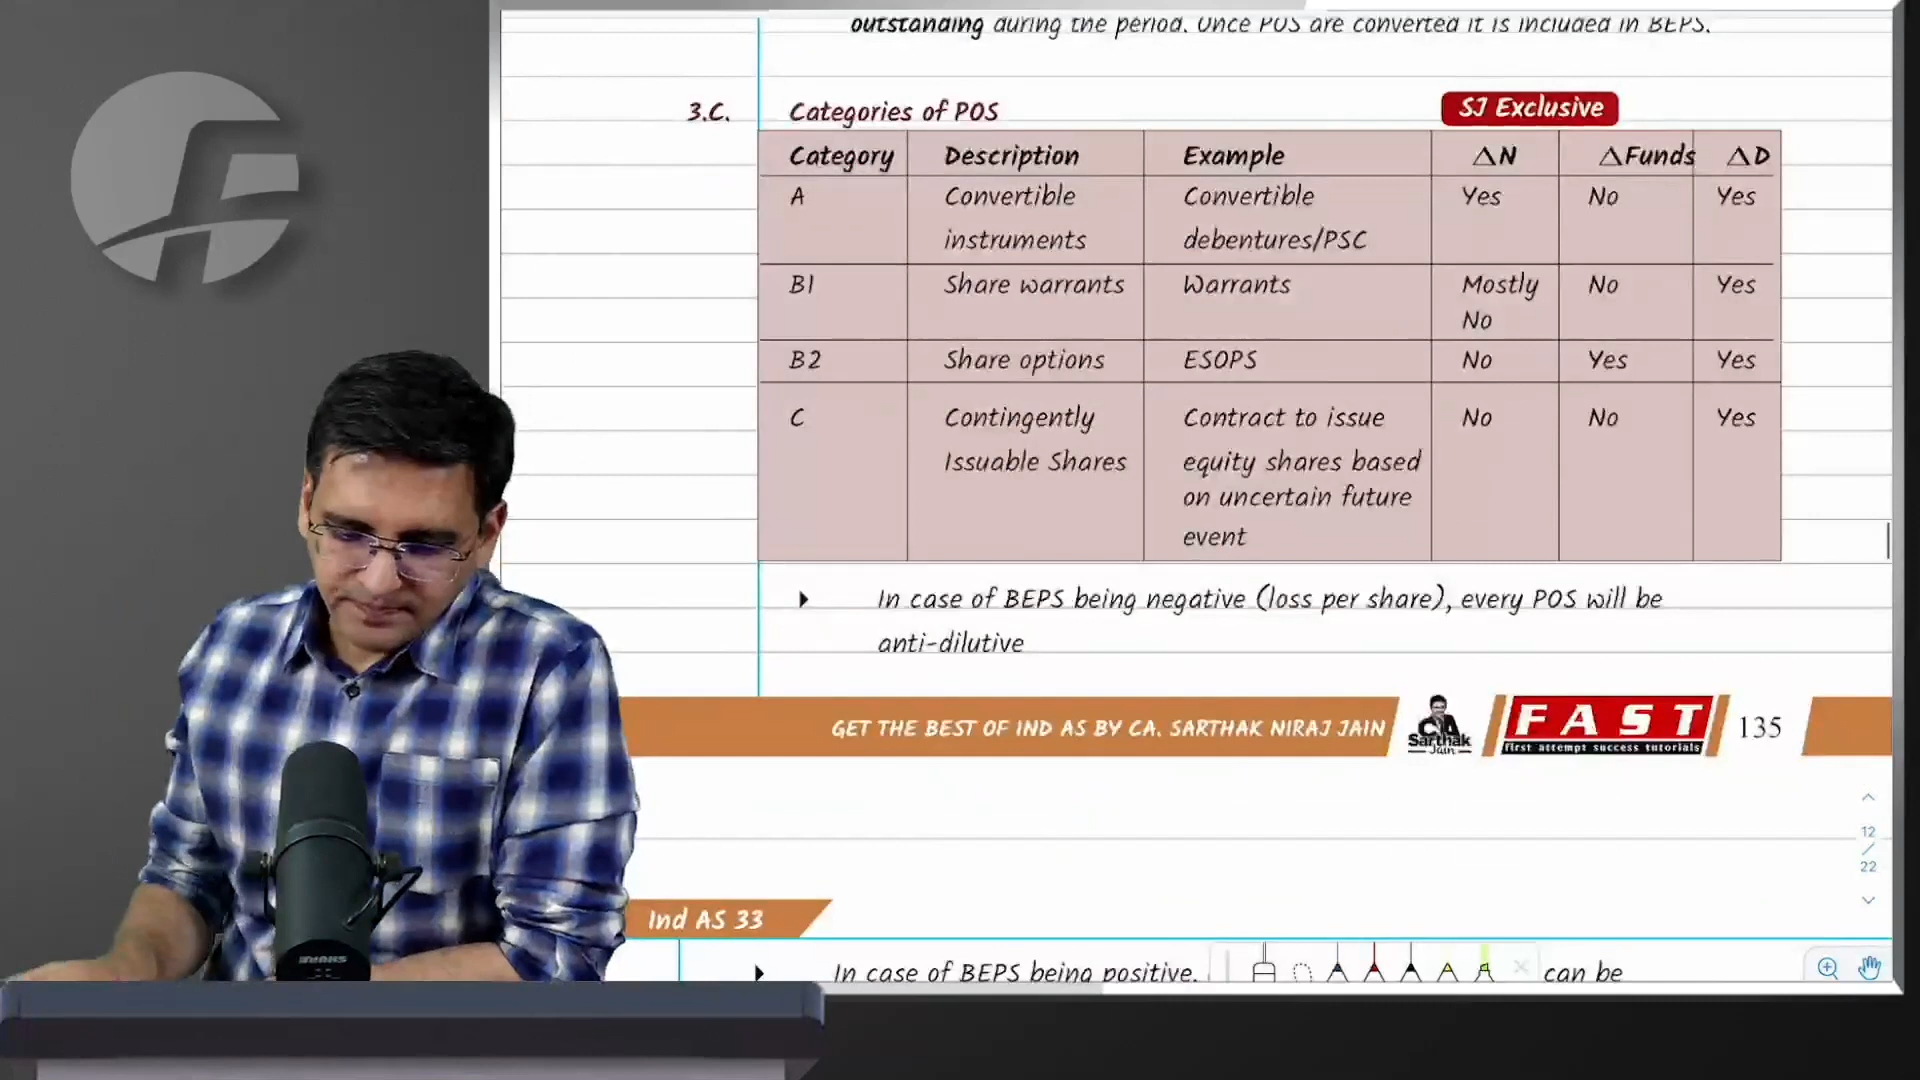 outstanding during the period. Once POS are converted it is included in BEPS.
3.C. Categories of POS SJ Exclusive
Category Description Example △N △Funds △D
A Convertible Convertible Yes No Yes
instruments debentures/PSC
B1 Share warrants Warrants Mostly No Yes
No
B2 Share options ESOPS No Yes Yes
C Contingently Contract to issue No No Yes
Issuable Shares equity shares based
on uncertain future
event
In case of BEPS being negative (loss per share), every POS will be
anti-dilutive
GET THE BEST OF IND AS BY CA. SARTHAK NIRAJ JAIN CA Sarthak Jain FAST first attempt success tutorials 135
12
/
22
Ind AS 33
In case of BEPS being positive. can be